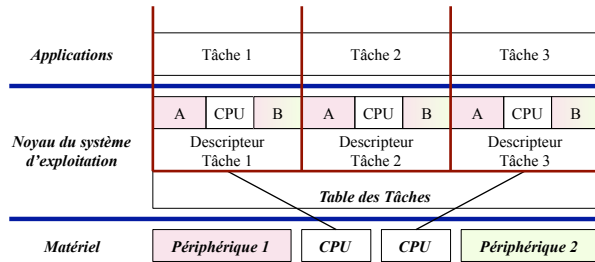 Applications
Tâche 1
Tâche 2
Tâche 3
A CPU B
A CPU B
A CPU B
Noyau du système
d'exploitation
Descripteur
Tâche 1
Descripteur
Tâche 2
Descripteur
Tâche 3
Table des Tâches
Matériel
Périphérique 1
CPU
CPU
Périphérique 2